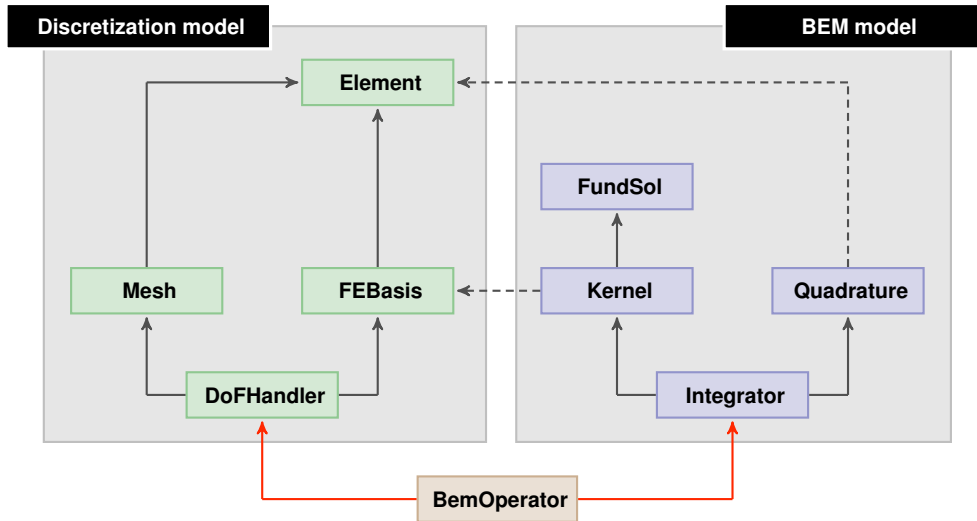 Discretization model
BEM model
Element
FundSol
Mesh
FEBasis
Kernel
Quadrature
DoFHandler
Integrator
BemOperator